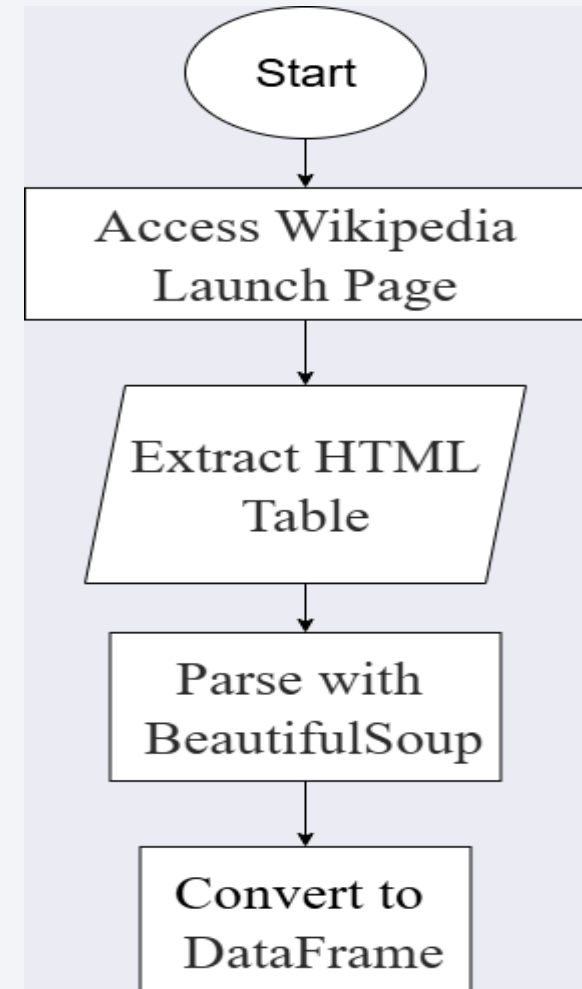 Start
Access Wikipedia
Launch Page
Extract HTML
Table
Parse with
BeautifulSoup
Convert to
DataFrame